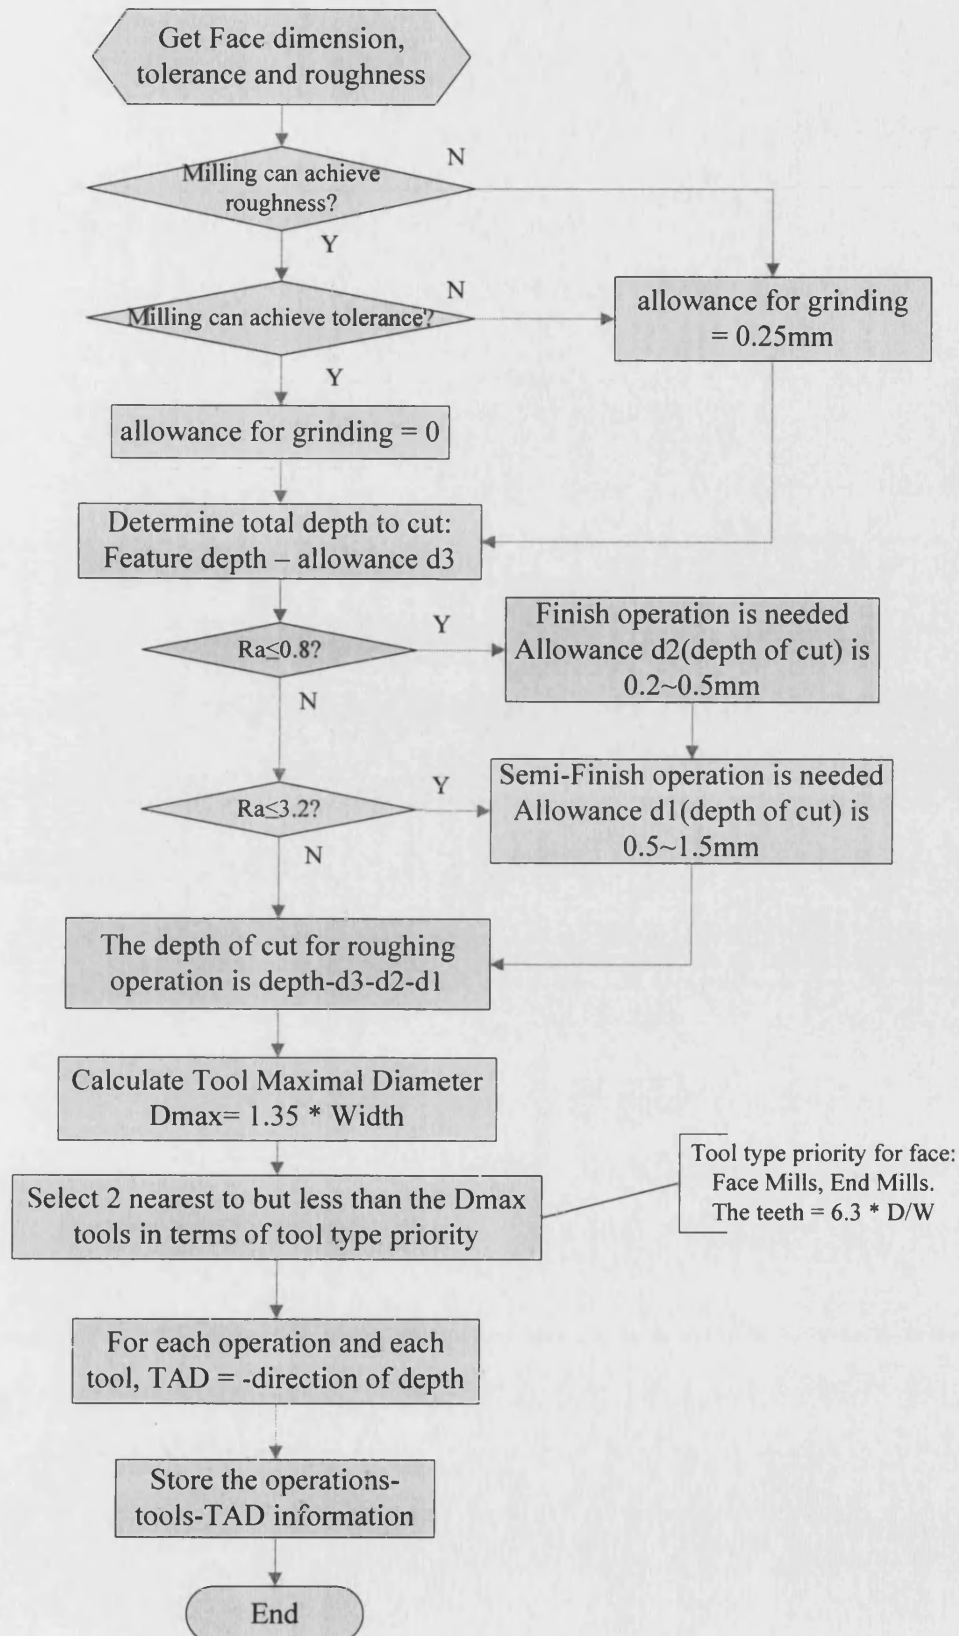 Get Face dimension,
tolerance and roughness
N
Milling can achieve
roughness?
Y
N
Milling can achieve tolerance?
allowance for grinding
= 0.25mm
Y
allowance for grinding = 0
Determine total depth to cut:
Feature depth – allowance d3
Ra≤0.8?
Y
Finish operation is needed
Allowance d2(depth of cut) is
0.2~0.5mm
N
Ra≤3.2?
Y
Semi-Finish operation is needed
Allowance d1(depth of cut) is
0.5~1.5mm
N
The depth of cut for roughing
operation is depth-d3-d2-d1
Calculate Tool Maximal Diameter
Dmax= 1.35 * Width
Select 2 nearest to but less than the Dmax
tools in terms of tool type priority
Tool type priority for face:
Face Mills, End Mills.
The teeth = 6.3 * D/W
For each operation and each
tool, TAD = -direction of depth
Store the operations-
tools-TAD information
End